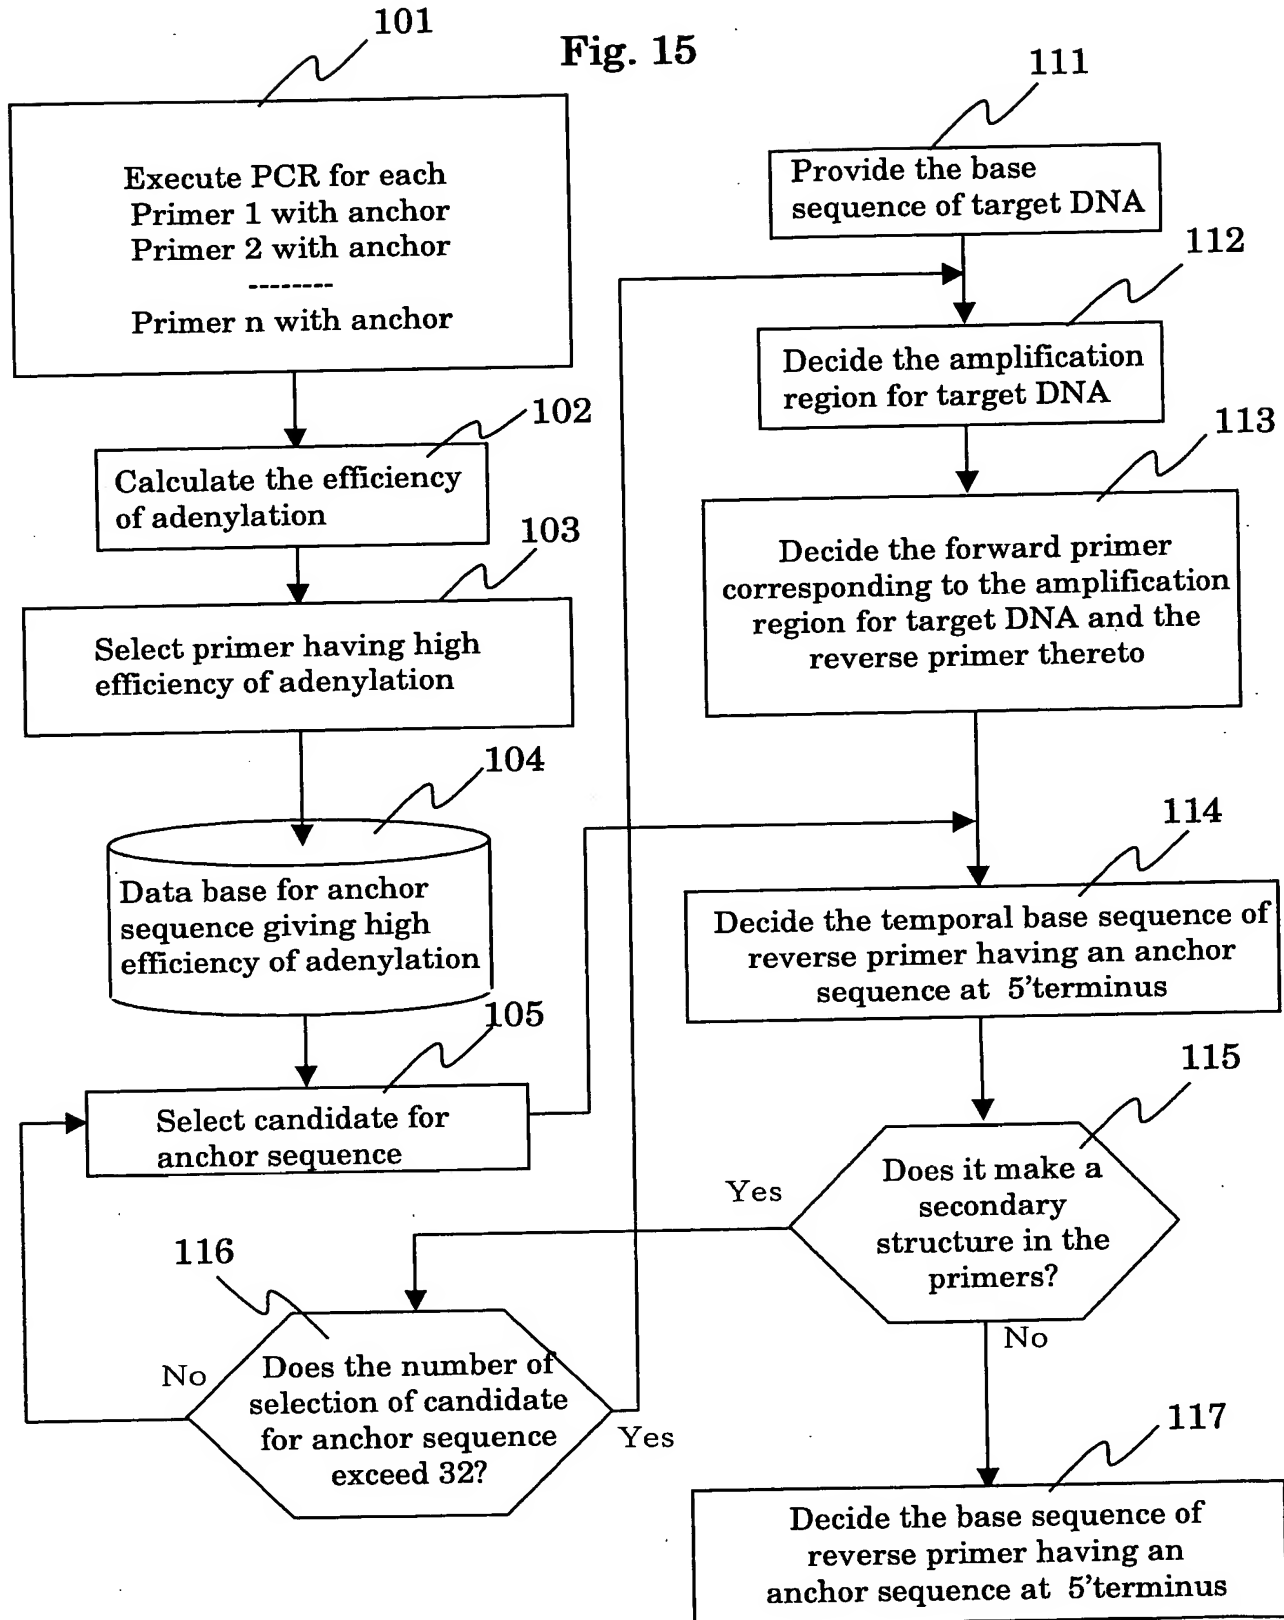 Fig. 15
101
Execute PCR for each
Primer 1 with anchor
Primer 2 with anchor
--------
Primer n with anchor
102
Calculate the efficiency
of adenylation
103
Select primer having high
efficiency of adenylation
104
Data base for anchor
sequence giving high
efficiency of adenylation
105
Select candidate for
anchor sequence
116
Does the number of
selection of candidate
for anchor sequence
exceed 32?
No
Yes
111
Provide the base
sequence of target DNA
112
Decide the amplification
region for target DNA
113
Decide the forward primer
corresponding to the amplification
region for target DNA and the
reverse primer thereto
114
Decide the temporal base sequence of
reverse primer having an anchor
sequence at 5'terminus
115
Does it make a
secondary
structure in the
primers?
Yes
No
117
Decide the base sequence of
reverse primer having an
anchor sequence at 5'terminus